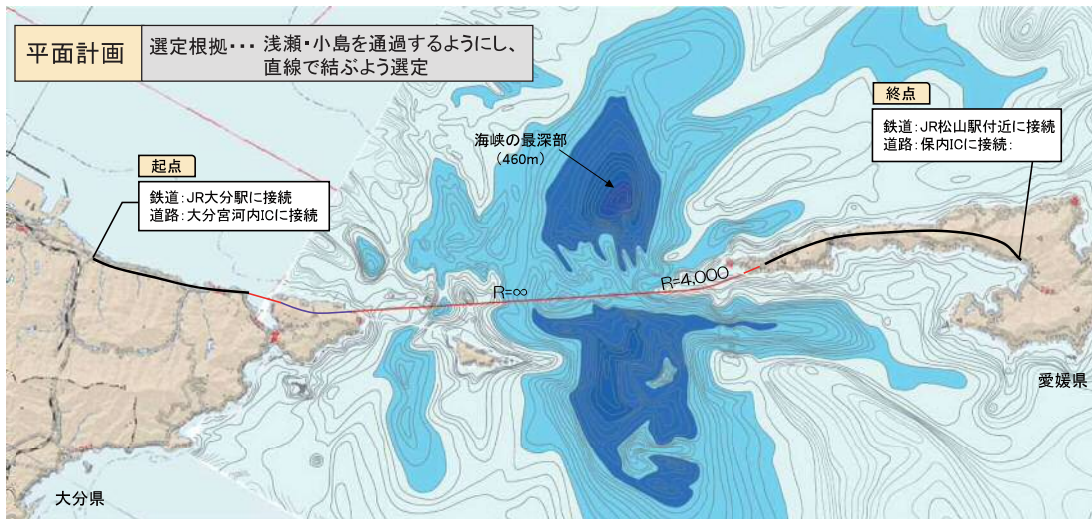 平面計画
選定根拠・・・ 浅瀬・小島を通過するようにし、
直線で結ぶよう選定
終点
鉄道：JR松山駅付近に接続
道路：保内ICに接続：
海峡の最深部
（460m）
起点
鉄道：JR大分駅に接続
道路：大分宮河内ICに接続
R=∞
R=4,000
愛媛県
大分県